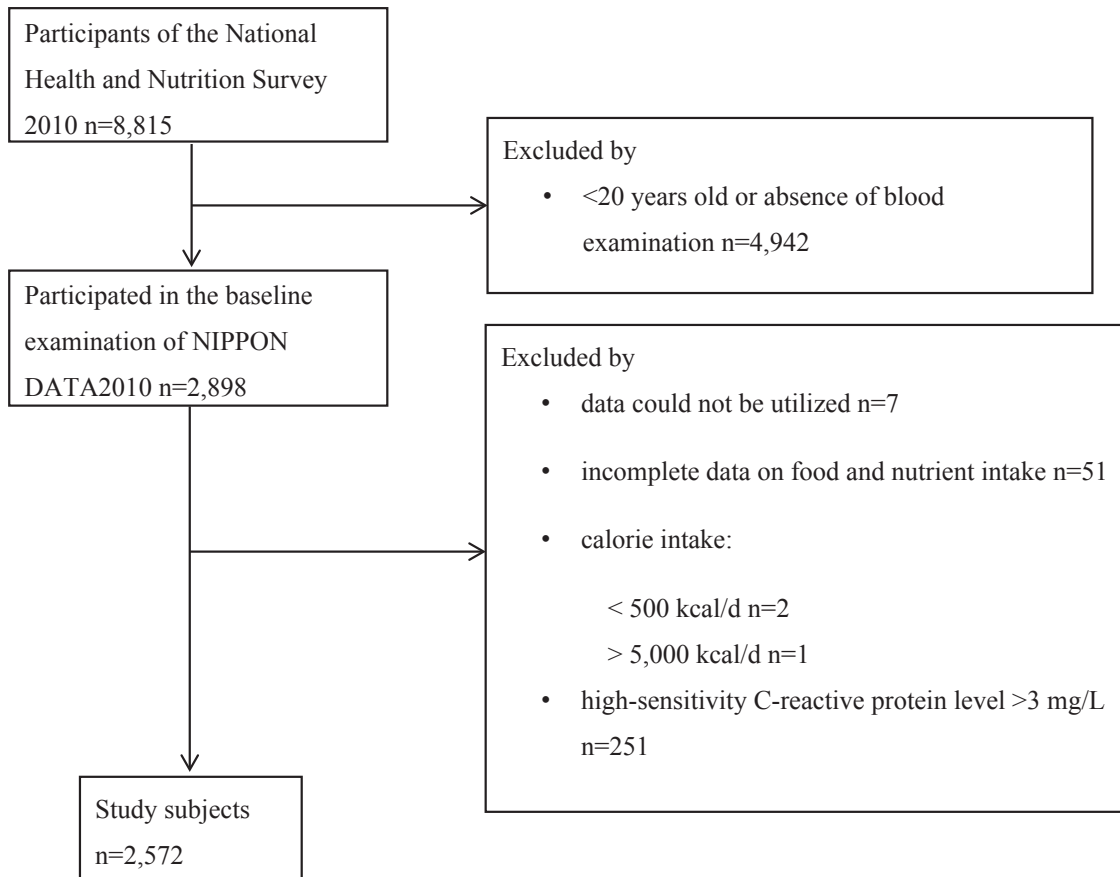 Participants of the National
Health and Nutrition Survey
2010 n=8,815
Excluded by
• <20 years old or absence of blood
examination n=4,942
Participated in the baseline
examination of NIPPON
DATA2010 n=2,898
Excluded by
• data could not be utilized n=7
• incomplete data on food and nutrient intake n=51
• calorie intake:
< 500 kcal/d n=2
> 5,000 kcal/d n=1
• high-sensitivity C-reactive protein level >3 mg/L
n=251
Study subjects
n=2,572